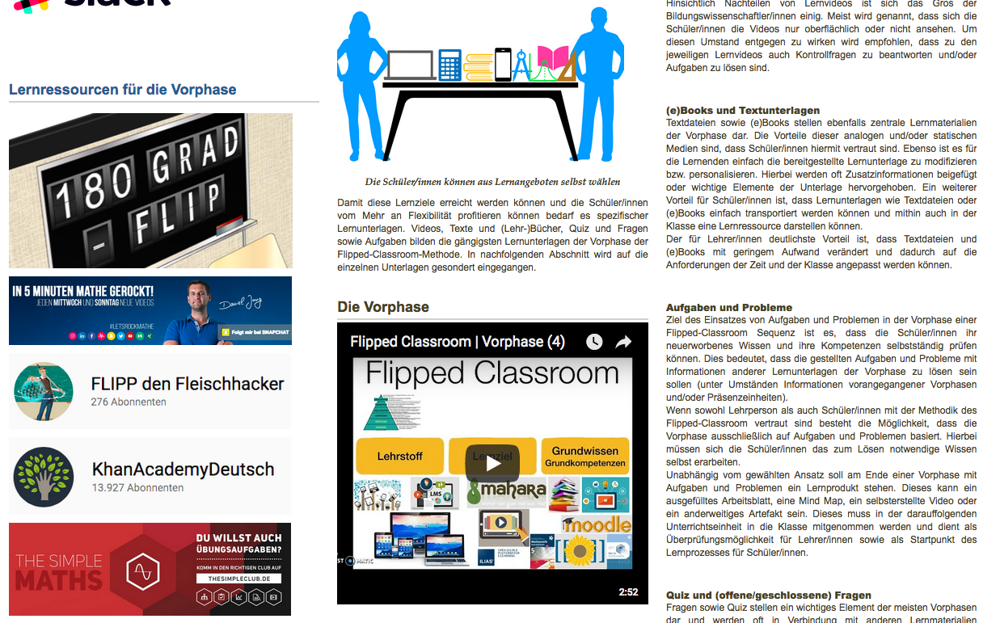 slack
Lernressourcen für die Vorphase
180 GRAD
- FLIP
IN 5 MINUTEN MATHE GEROCKT!
JEDEN MITTWOCH UND SONNTAG NEUE VIDEOS
Daniel Jung
#LETSROCKMATHE
Folgt mir bei SNAPCHAT
FLIPP den Fleischhacker
276 Abonnenten
KhanAcademyDeutsch
13.927 Abonnenten
THE SIMPLE
MATHS
DU WILLST AUCH
ÜBUNGSAUFGABEN?
KOMM IN DEN RICHTIGEN CLUB AUF
THESIMPLECLUB.DE
Die Schüler/innen können aus Lernangeboten selbst wählen
Damit diese Lernziele erreicht werden können und die Schüler/innen
vom Mehr an Flexibilität profitieren können bedarf es spezifischer
Lernunterlagen. Videos, Texte und (Lehr-)Bücher, Quiz und Fragen
sowie Aufgaben bilden die gängigsten Lernunterlagen der Vorphase der
Flipped-Classroom-Methode. In nachfolgenden Abschnitt wird auf die
einzelnen Unterlagen gesondert eingegangen.
Die Vorphase
Flipped Classroom | Vorphase (4)
Flipped Classroom
Lehrstoff
Lernziel
Grundwissen
Grundkompetenzen
LMS
mahara
moodle
ILIAS
OPEN SOURCE
2:52
Hinsichtlich Nachteilen von Lernvideos ist sich das Gros der
Bildungswissenschaftler/innen einig. Meist wird genannt, dass sich die
Schüler/innen die Videos nur oberflächlich oder nicht ansehen. Um
diesen Umstand entgegen zu wirken wird empfohlen, dass zu den
jeweiligen Lernvideos auch Kontrollfragen zu beantworten und/oder
Aufgaben zu lösen sind.
(e)Books und Textunterlagen
Textdateien sowie (e)Books stellen ebenfalls zentrale Lernmaterialien
der Vorphase dar. Die Vorteile dieser analogen und/oder statischen
Medien sind, dass Schüler/innen hiermit vertraut sind. Ebenso ist es für
die Lernenden einfach die bereitgestellte Lernunterlage zu modifizieren
bzw. personalisieren. Hierbei werden oft Zusatzinformationen beigefügt
oder wichtige Elemente der Unterlage hervorgehoben. Ein weiterer
Vorteil für Schüler/innen ist, dass Lernunterlagen wie Textdateien oder
(e)Books einfach transportiert werden können und mithin auch in der
Klasse eine Lernressource darstellen können.
Der für Lehrer/innen deutlichste Vorteil ist, dass Textdateien und
(e)Books mit geringem Aufwand verändert und dadurch auf die
Anforderungen der Zeit und der Klasse angepasst werden können.
Aufgaben und Probleme
Ziel des Einsatzes von Aufgaben und Problemen in der Vorphase einer
Flipped-Classroom Sequenz ist es, dass die Schüler/innen ihr
neuerworbenes Wissen und ihre Kompetenzen selbstständig prüfen
können. Dies bedeutet, dass die gestellten Aufgaben und Probleme mit
Informationen anderer Lernunterlagen der Vorphase zu lösen sein
sollen (unter Umständen Informationen vorangegangener Vorphasen
und/oder Präsenzeinheiten).
Wenn sowohl Lehrperson als auch Schüler/innen mit der Methodik des
Flipped-Classroom vertraut sind besteht die Möglichkeit, dass die
Vorphase ausschließlich auf Aufgaben und Problemen basiert. Hierbei
müssen sich die Schüler/innen das zum Lösen notwendige Wissen
selbst erarbeiten.
Unabhängig vom gewählten Ansatz soll am Ende einer Vorphase mit
Aufgaben und Problemen ein Lernprodukt stehen. Dieses kann ein
ausgefülltes Arbeitsblatt, eine Mind Map, ein selbsterstellte Video oder
ein anderweitiges Artefakt sein. Dieses muss in der darauffolgenden
Unterrichtseinheit in die Klasse mitgenommen werden und dient als
Überprüfungsmöglichkeit für Lehrer/innen sowie als Startpunkt des
Lernprozesses für Schüler/innen.
Quiz und (offene/geschlossene) Fragen
Fragen sowie Quiz stellen ein wichtiges Element der meisten Vorphasen
dar und werden oft in Verbindung mit anderen Lernmaterialien